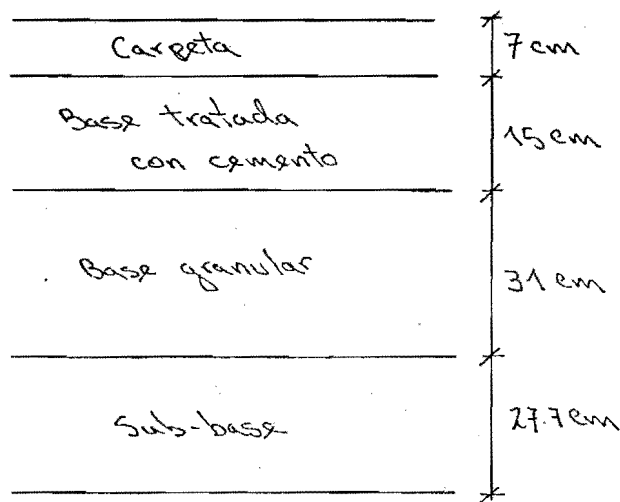 Carpeta
7 cm
Base tratada
con cemento
15 cm
Base granular
31 cm
Sub-base
27.7 cm